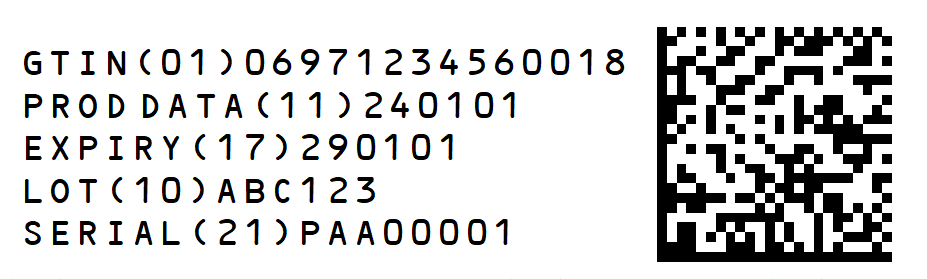 GTIN(01)06971234560018
PROD DATA(11)240101
EXPIRY(17)290101
LOT(10)ABC123
SERIAL(21)PAA00001